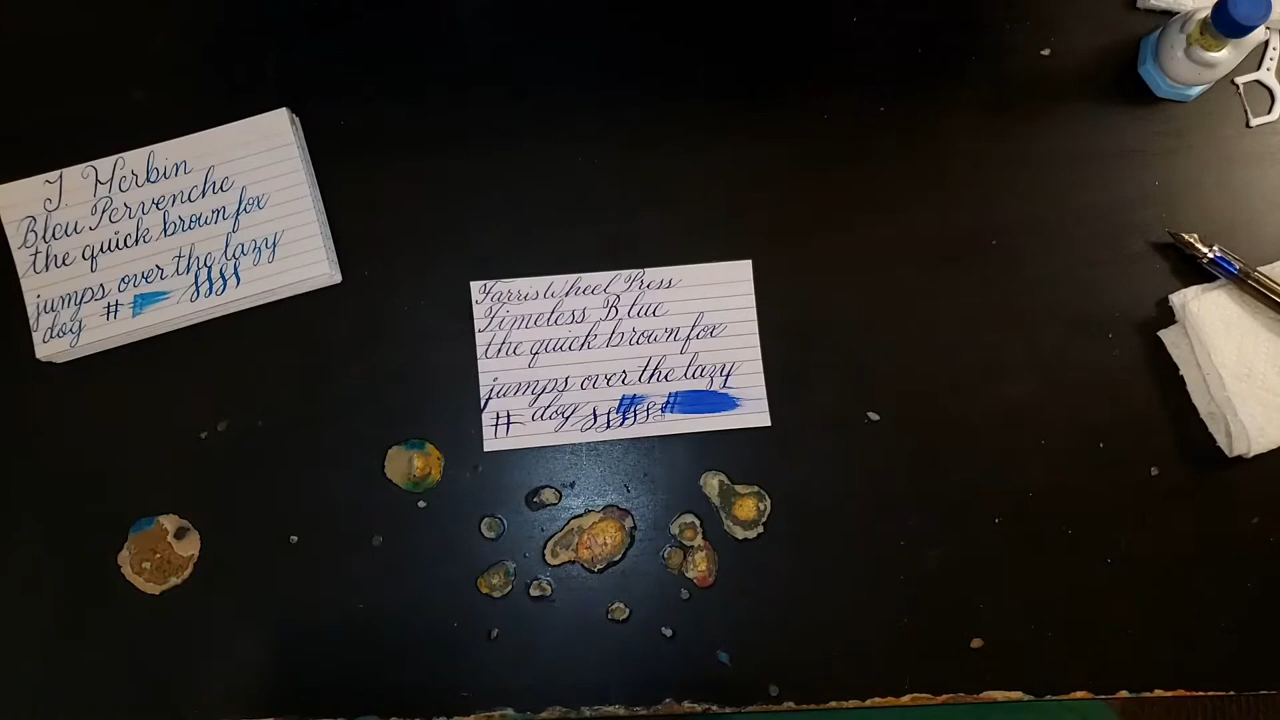 J. Herbin
Bleu Pervenche
the quick brown fox
jumps over the lazy
dog #
Farris Wheel Press
Timeless Blue
the quick brown fox
jumps over the lazy
# dog